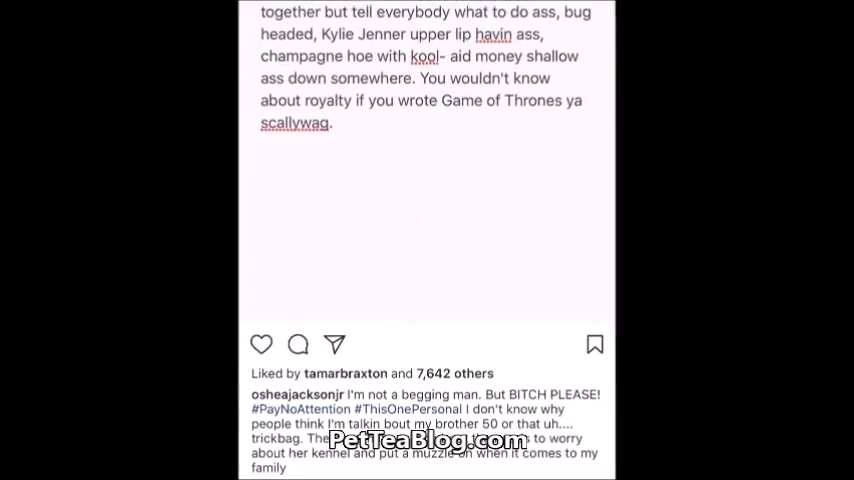 together but tell everybody what to do ass, bug
headed, Kylie Jenner upper lip havin ass,
champagne hoe with kool- aid money shallow
ass down somewhere. You wouldn't know
about royalty if you wrote Game of Thrones ya
scallywag.
Liked by tamarbraxton and 7,642 others
osheajacksonjr I'm not a begging man. But BITCH PLEASE!
#PayNoAttention #ThisOnePersonal I don't know why
people think I'm talkin bout my brother 50 or that uh....
trickbag. The to worry
PetTeaBlog.com
about her kennel and put a muzzle on when it comes to my
family